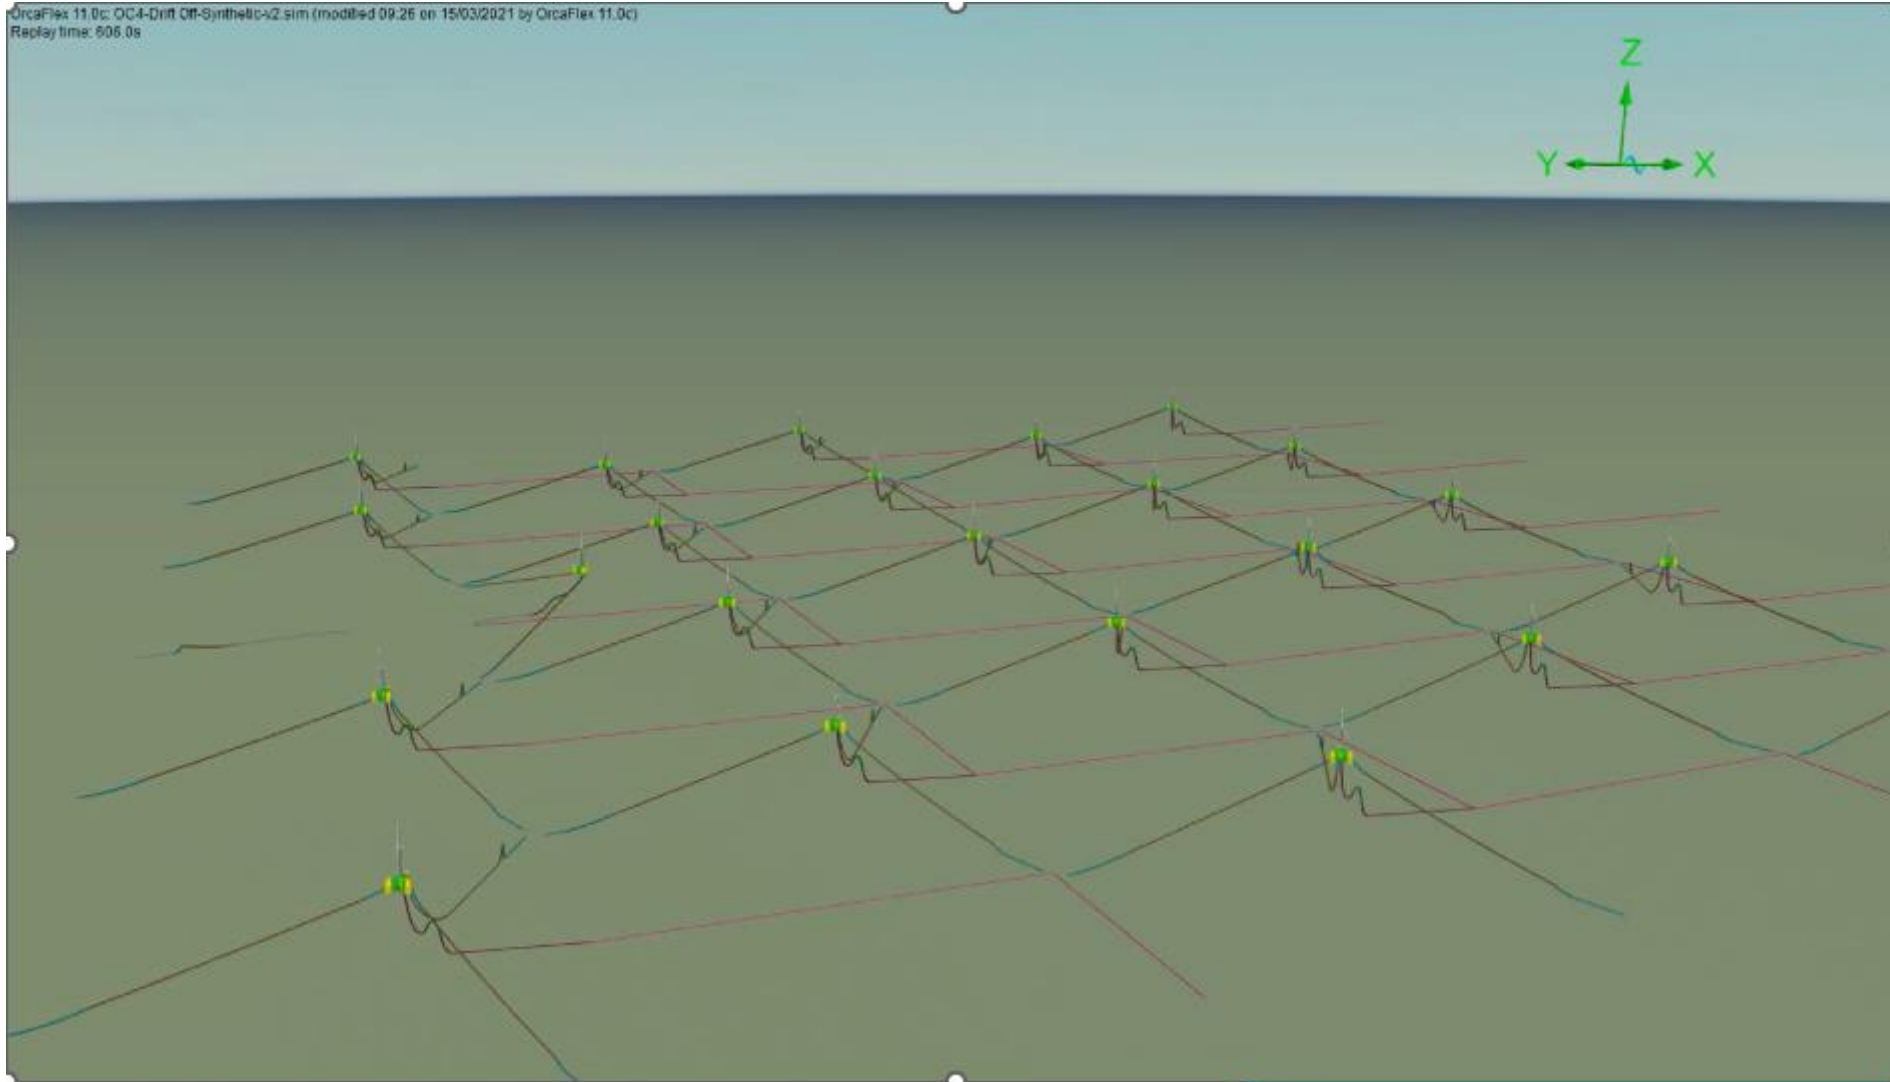 OrcaFlex 11.0c: OC4-Drift Off-Synthetic-v2.sim (modified 09:26 on 15/03/2021 by OrcaFlex 11.0c)
Replay time: 606.0s
Z
Y X